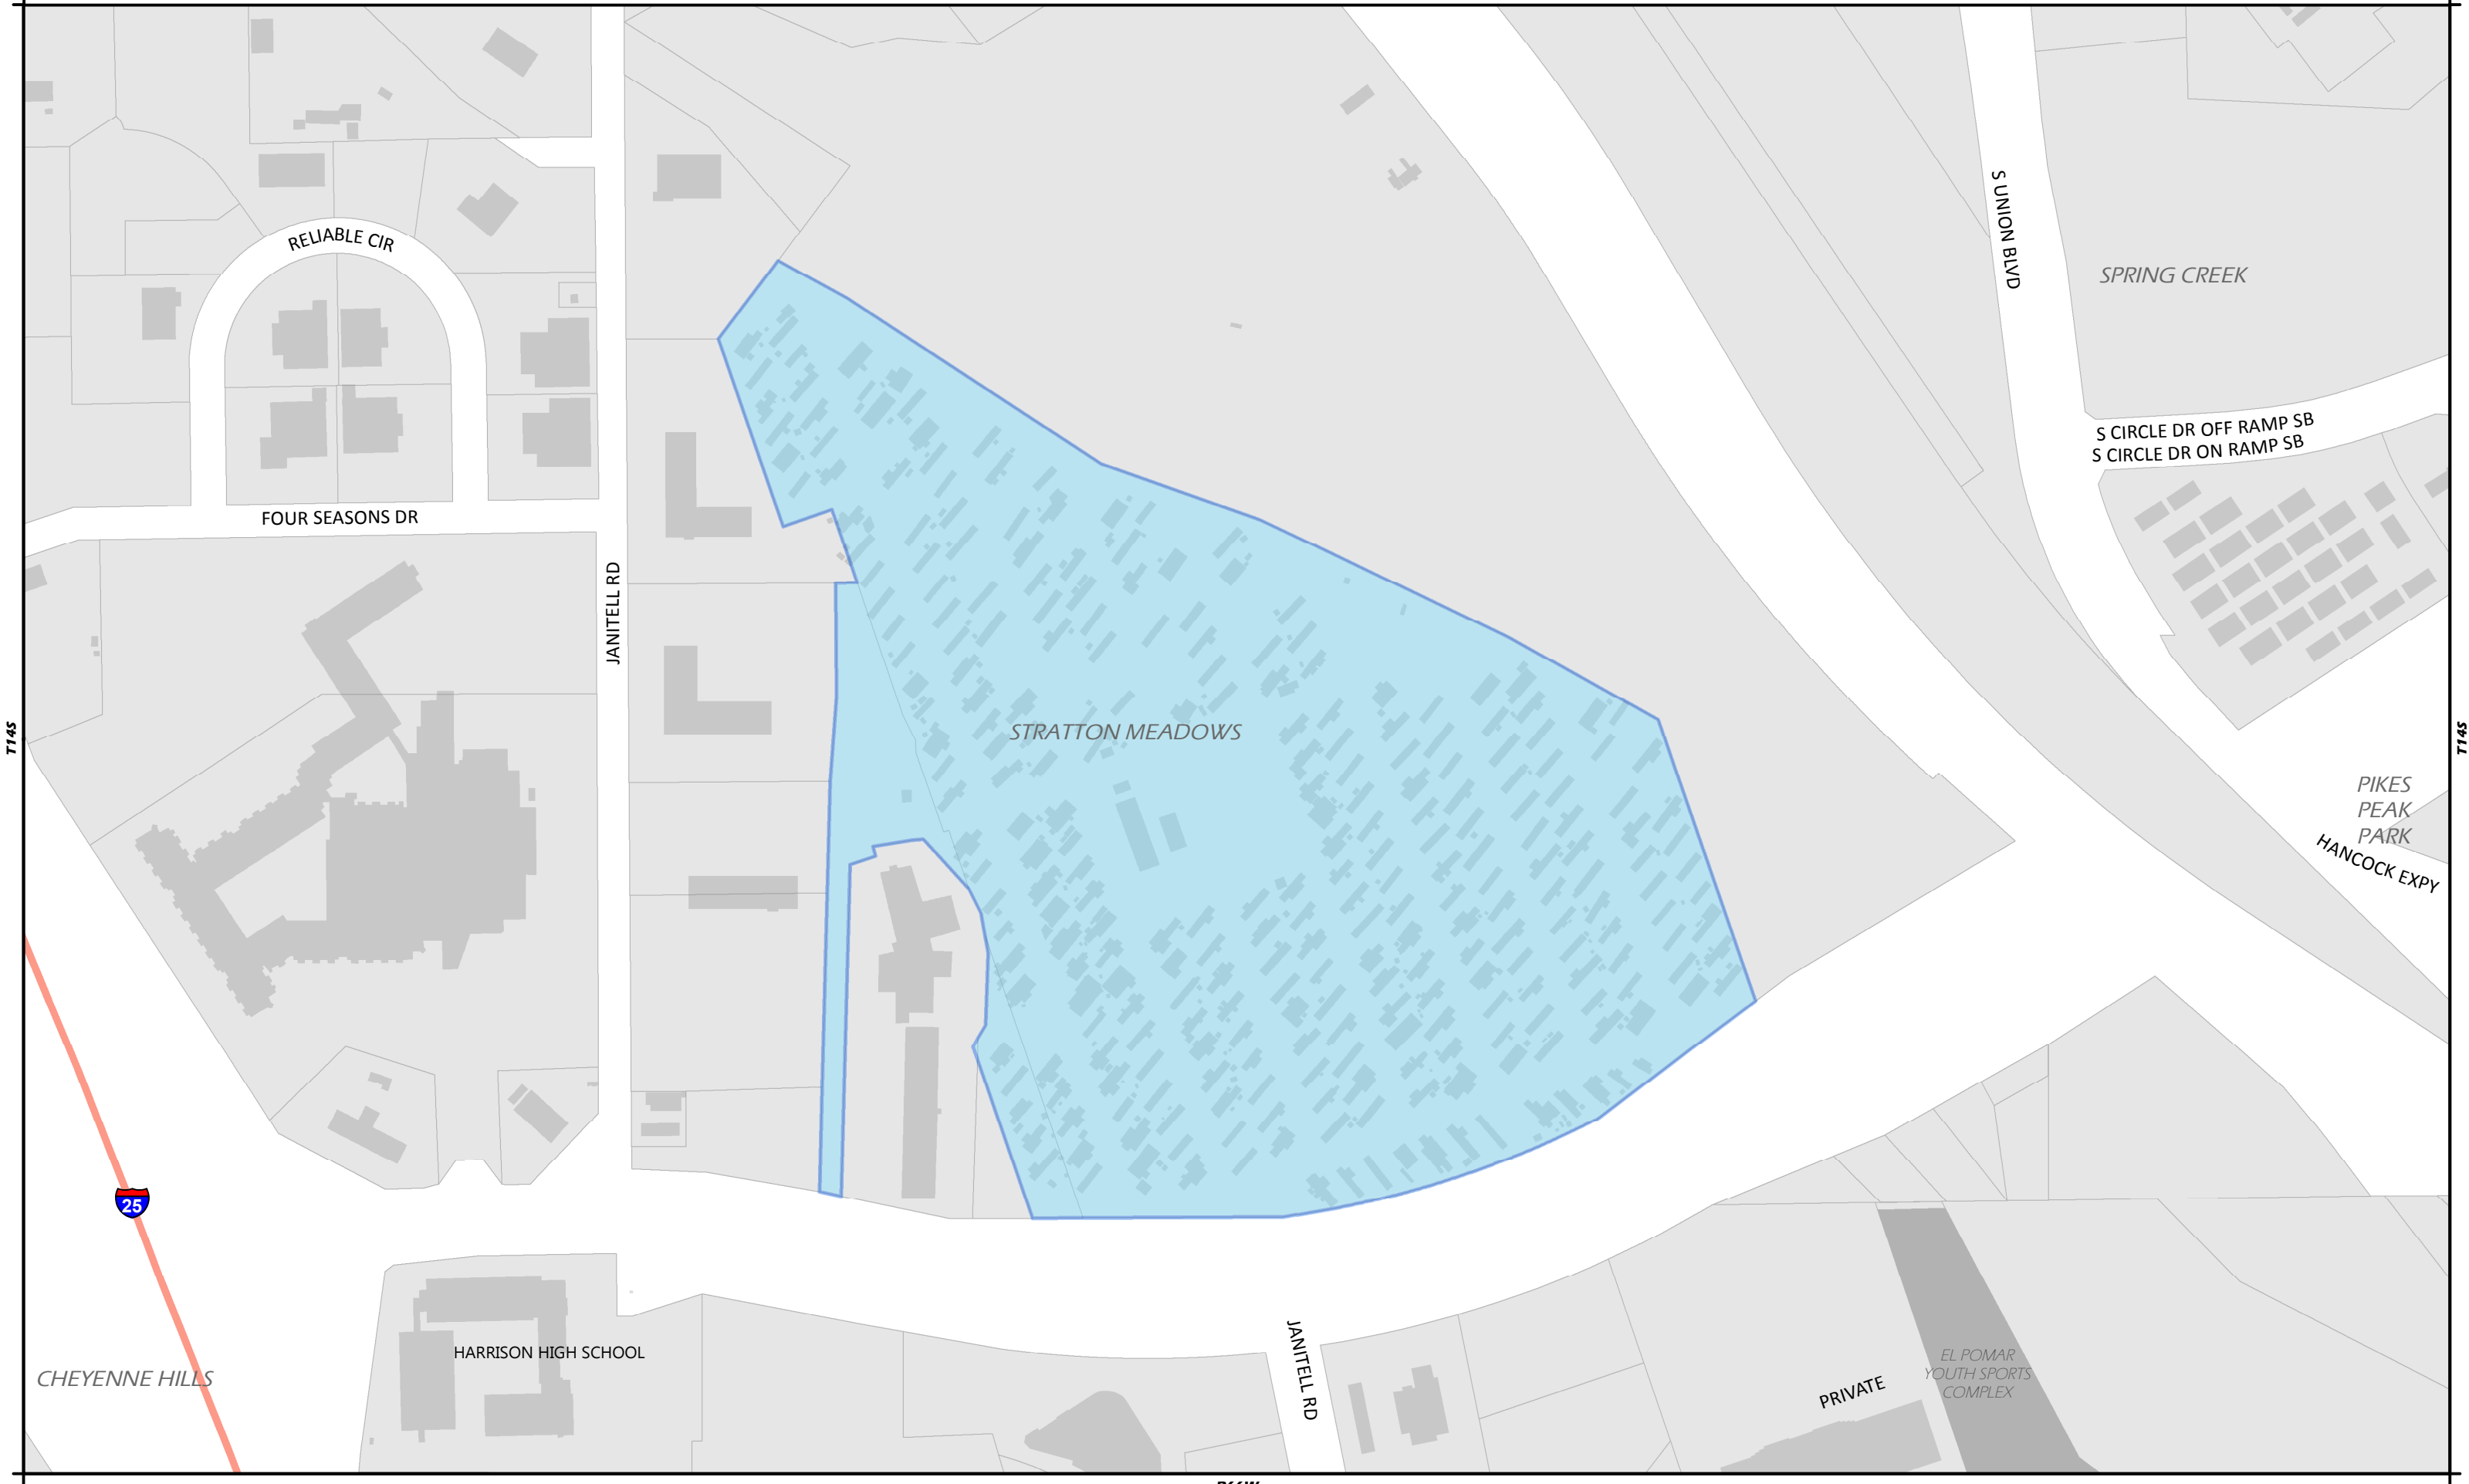 S UNION BLVD
RELIABLE CIR
SPRING CREEK
S CIRCLE DR OFF RAMP SB
S CIRCLE DR ON RAMP SB
FOUR SEASONS DR
JANITELL RD
T14S
STRATTON MEADOWS
T14S
PIKES
PEAK
PARK
HANCOCK EXPY
25
HARRISON HIGH SCHOOL
CHEYENNE HILLS
JANITELL RD
EL POMAR
YOUTH SPORTS
COMPLEX
PRIVATE